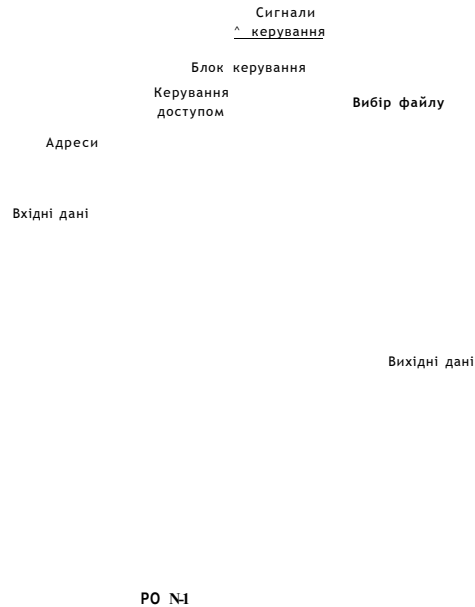 Сигнали
^ керування
Блок керування
Керування
доступом
Вибір файлу
Адреси
Вхідні дані
Вихідні дані
РО N-1